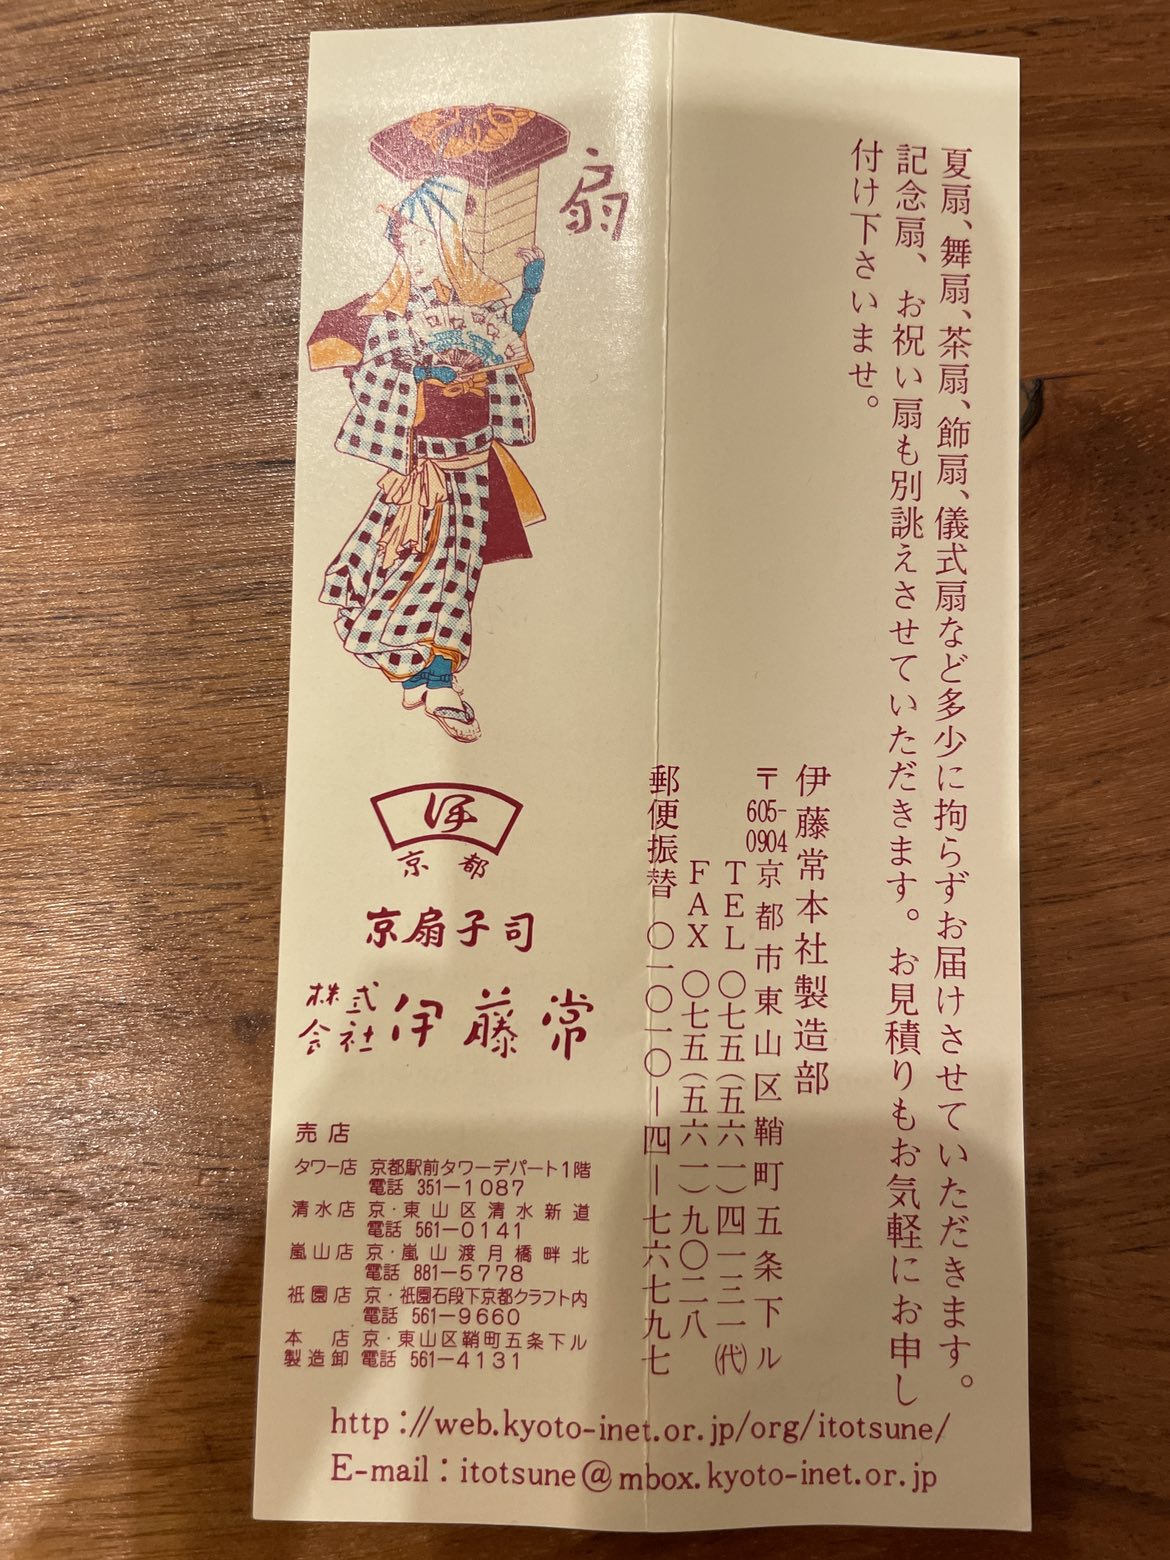 夏扇、舞扇、茶扇、飾扇、儀式扇など多少に拘らずお届けさせていただきます。
記念扇、お祝い扇も別誂えさせていただきます。お見積りもお気軽にお申し
付け下さいませ。
伊藤常本社製造部
〒605-0904京都市東山区鞘町五条下ル
TEL 〇七五(五六一)四一三一(代)
FAX 〇七五(五六一)九〇二八
郵便振替 〇一〇一〇ー四ー七六七九七
扇
京都
京扇子司
株式会社伊藤常
売店
タワー店 京都駅前タワーデパート1階
電話 351-1087
清水店 京・東山区清水新道
電話 561-0141
嵐山店 京・嵐山渡月橋畔北
電話 881-5778
祇園店 京・祇園石段下京都クラフト内
電話 561-9660
本店 京・東山区鞘町五条下ル
製造卸 電話 561-4131
http://web.kyoto-inet.or.jp/org/itotsune/
E-mail:itotsune@mbox.kyoto-inet.or.jp